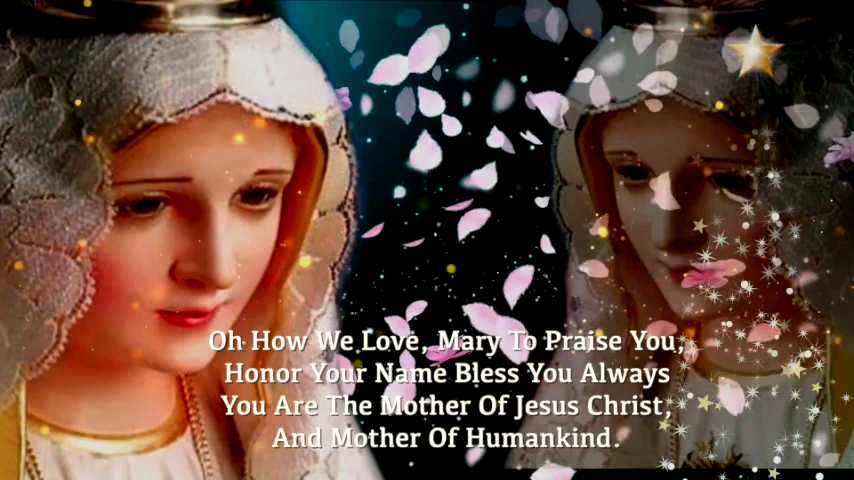 Oh How We Love, Mary To Praise You,
Honor Your Name Bless You Always
You Are The Mother Of Jesus Christ,
And Mother Of Humankind.